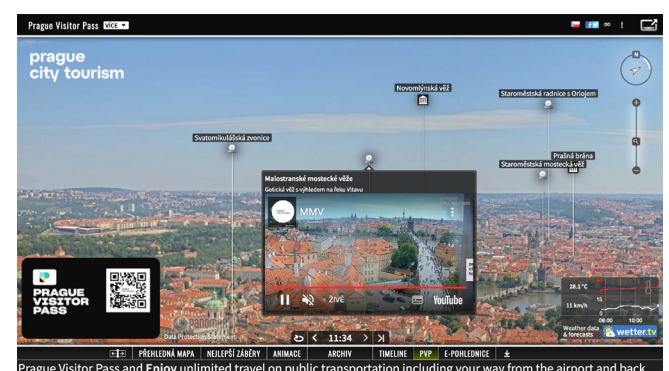 Prague Visitor Pass VÍCE
prague
city tourism
N
Novomlýnská věž
Staroměstská radnice s Orlojem
Svatomikulášská zvonice
Prašná brána
Staroměstská mostecká věž
Malostranské mostecké věže
Gotická věž s výhledem na řeku Vltavu
MMV
ŽIVĚ
YouTube
PRAGUE
VISITOR
PASS
28.1 °C
11 km/h
15
0
08:00 10:00
Weather data
& forecasts
wetter.tv
Data Protection Statement
11:34
PŘEHLEDNÁ MAPA NEJLEPŠÍ ZÁBĚRY ANIMACE ARCHIV TIMELINE PVP E-POHLEDNICE
Prague Visitor Pass and Enjoy unlimited travel on public transportation including your way from the airport and back